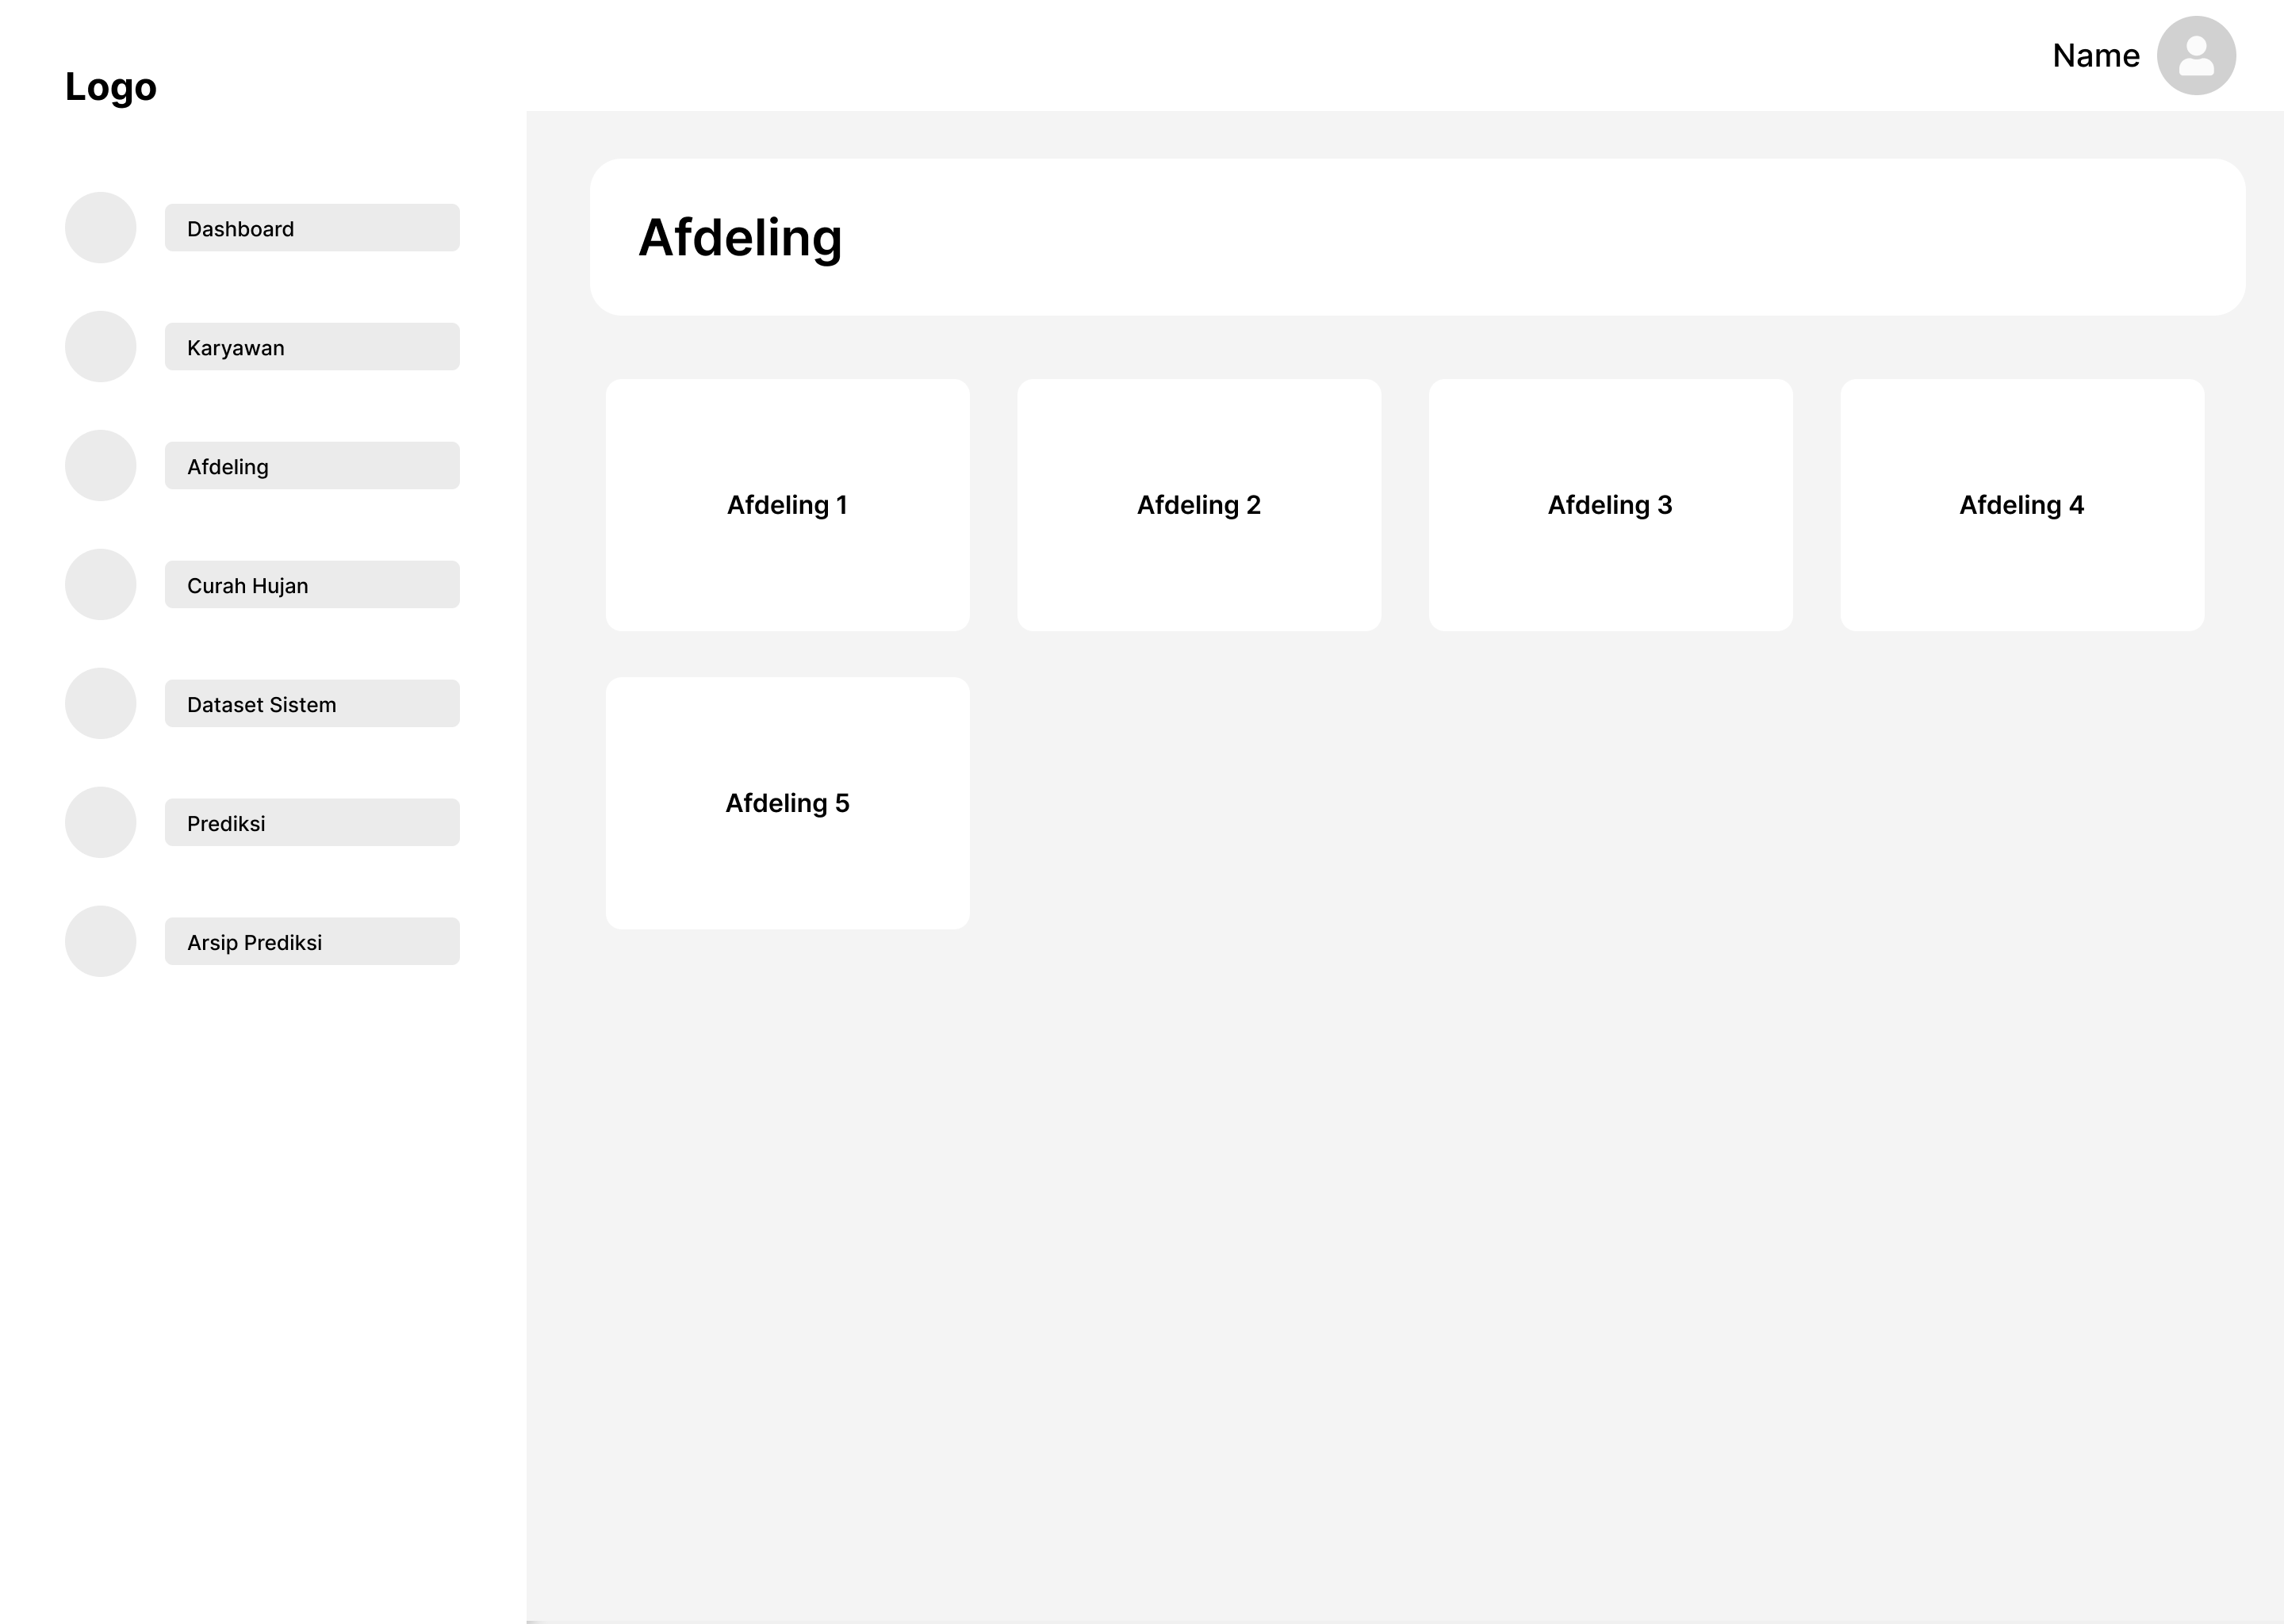 Name
Logo
Dashboard
Karyawan
Afdeling
Curah Hujan
Dataset Sistem
Prediksi
Arsip Prediksi
Afdeling
Afdeling 1
Afdeling 2
Afdeling 3
Afdeling 4
Afdeling 5